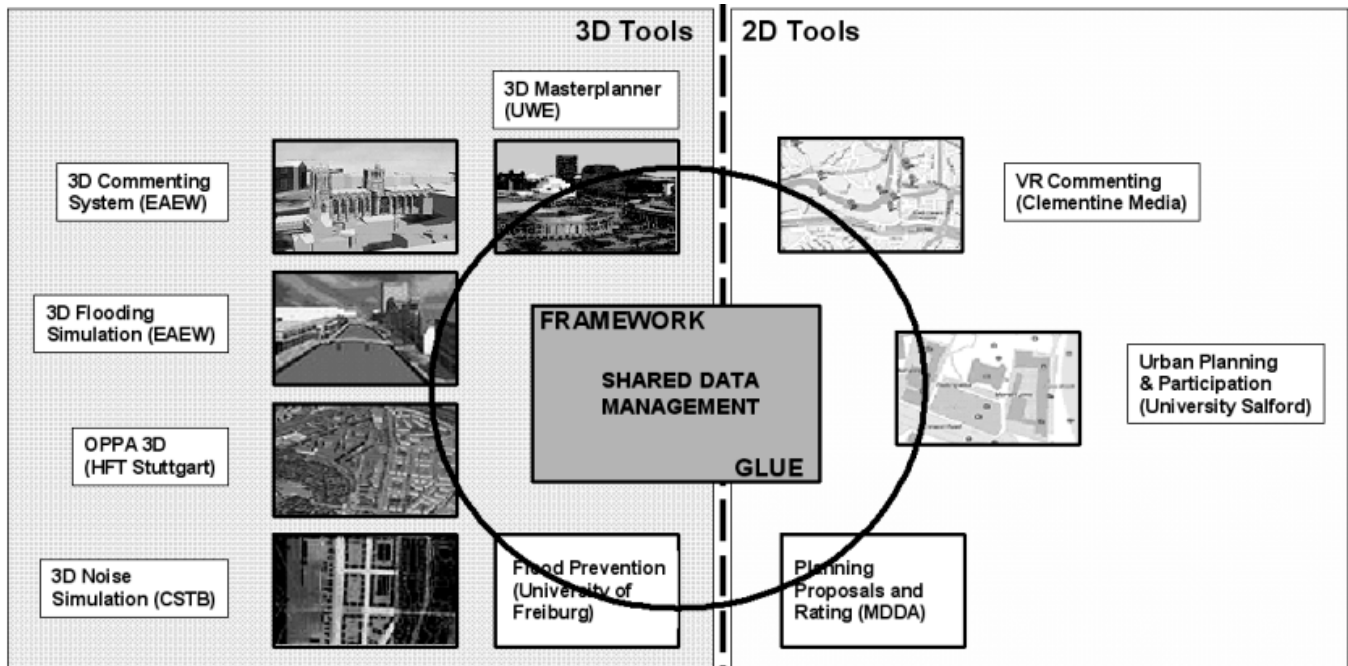 3D Tools
2D Tools
3D Masterplanner
(UWE)
3D Commenting
System (EAEW)
VR Commenting
(Clementine Media)
3D Flooding
Simulation (EAEW)
FRAMEWORK
SHARED DATA
MANAGEMENT
GLUE
Urban Planning
& Participation
(University Salford)
OPPA 3D
(HFT Stuttgart)
3D Noise
Simulation (CSTB)
Flood Prevention
(University of
Freiburg)
Planning
Proposals and
Rating (MDDA)